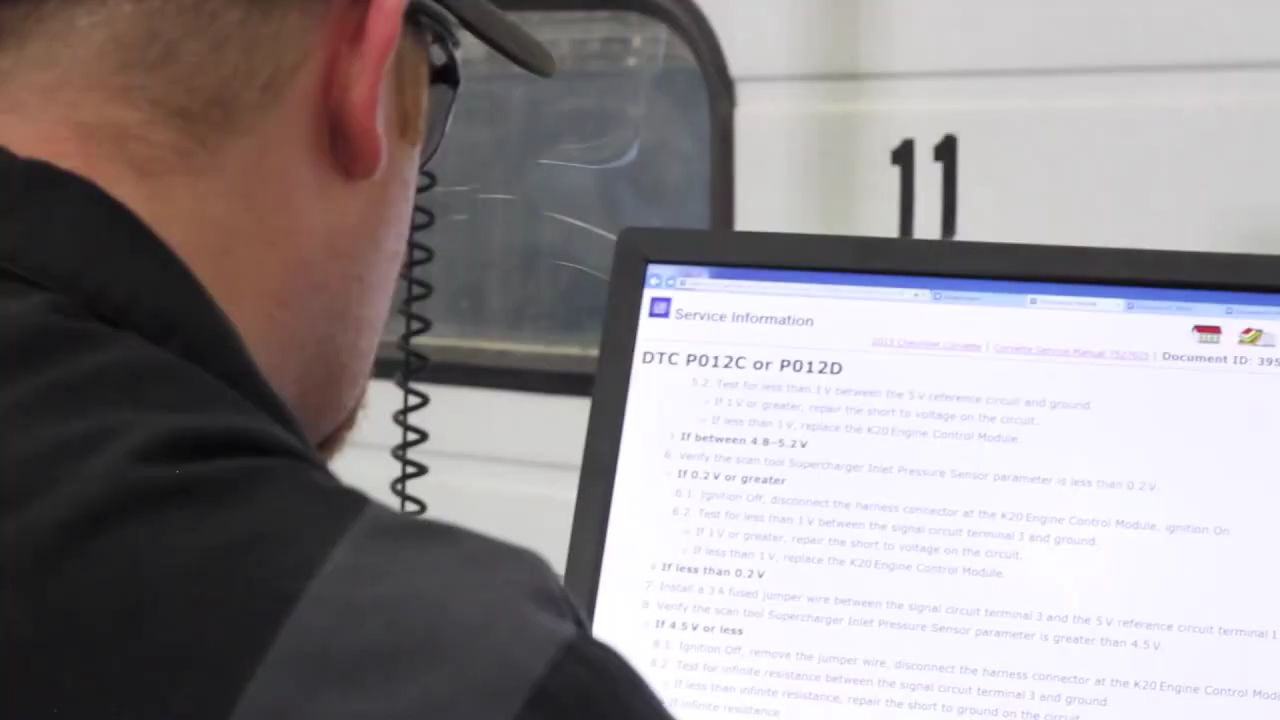 11
Service Information
2013 Chevrolet Corvette | Corvette Service Manual | Document ID: 395
DTC P012C or P012D
5.2. Test for less than 1 V between the 5 V reference circuit and ground.
If 1 V or greater, repair the short to voltage on the circuit.
If less than 1 V, replace the K20 Engine Control Module
If between 4.8–5.2 V
6. Verify the scan tool Supercharger Inlet Pressure Sensor parameter is less than 0.2 V.
If 0.2 V or greater
6.1. Ignition Off, disconnect the harness connector at the K20 Engine Control Module, ignition On
6.2. Test for less than 1 V between the signal circuit terminal 3 and ground.
If 1 V or greater, repair the short to voltage on the circuit.
If less than 1 V, replace the K20 Engine Control Module.
If less than 0.2 V
7. Install a 3 A fused jumper wire between the signal circuit terminal 3 and the 5 V reference circuit terminal 1
8. Verify the scan tool Supercharger Inlet Pressure Sensor parameter is greater than 4.5 V.
If 4.5 V or less
8.1. Ignition Off, remove the jumper wire, disconnect the harness connector at the K20 Engine Control Modu
8.2. Test for infinite resistance between the signal circuit terminal 3 and ground.
If less than infinite resistance, repair the short to ground on the circuit
If infinite resistance